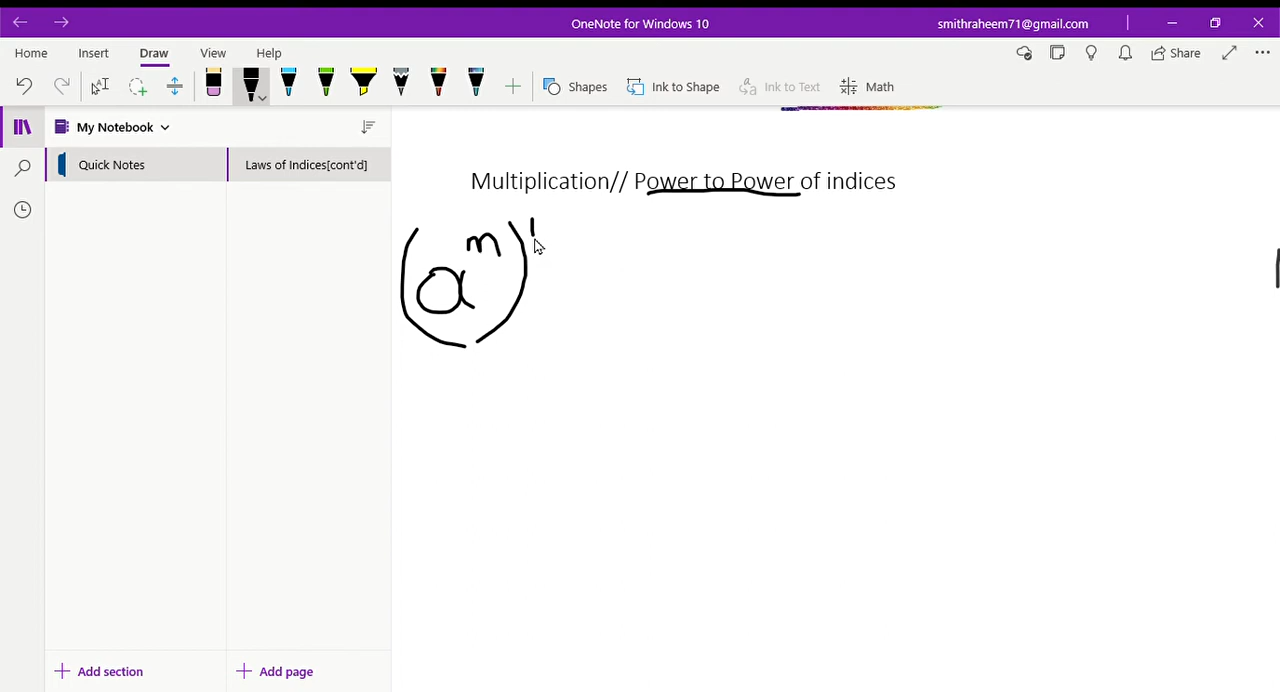 OneNote for Windows 10
smithraheem71@gmail.com
Home Insert Draw View Help
Share
Shapes Ink to Shape Ink to Text Math
My Notebook
Quick Notes
Laws of Indices[cont'd]
Multiplication// Power to Power of indices
(a^m)
Add section
Add page